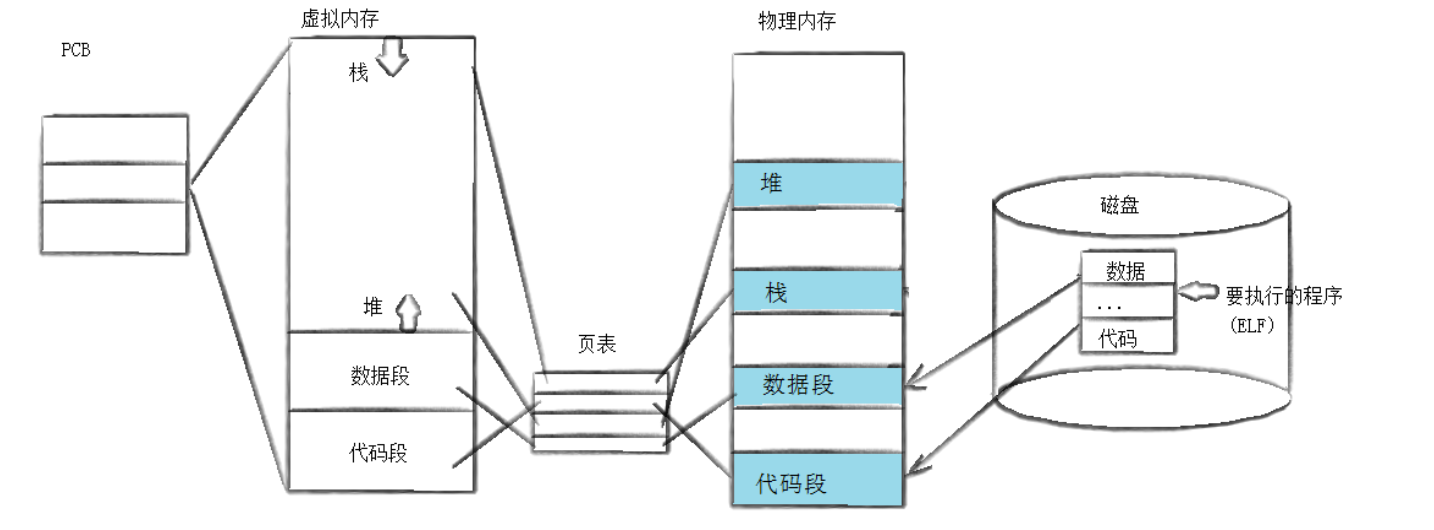 PCB
虚拟内存
栈
堆
数据段
代码段
页表
物理内存
堆
栈
数据段
代码段
磁盘
数据
...
代码
要执行的程序
(ELF)